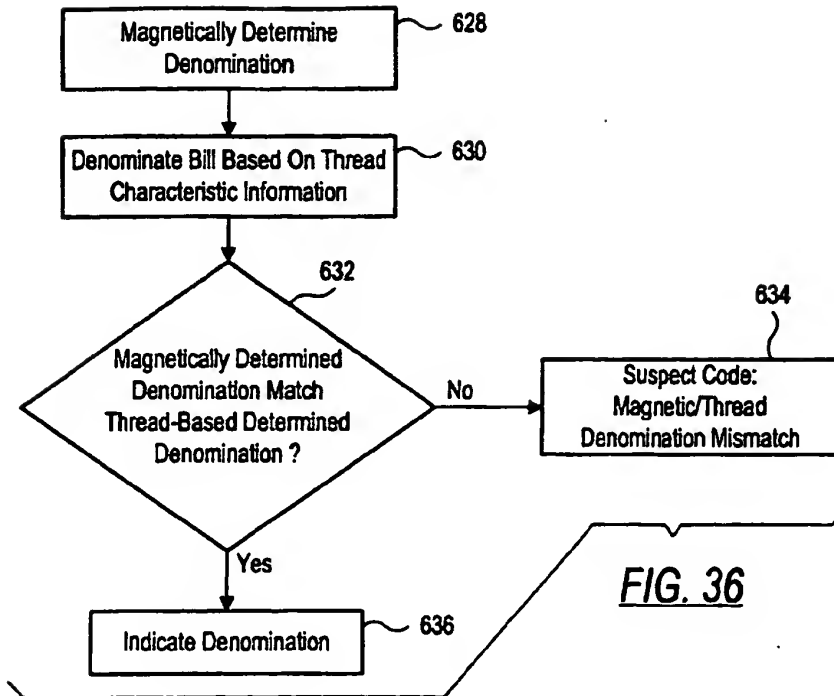 Magnetically Determine
Denomination
628
Denominate Bill Based On Thread
Characteristic Information
630
632
Magnetically Determined
Denomination Match
Thread-Based Determined
Denomination ?
No
634
Suspect Code:
Magnetic/Thread
Denomination Mismatch
Yes
Indicate Denomination
636
FIG. 36